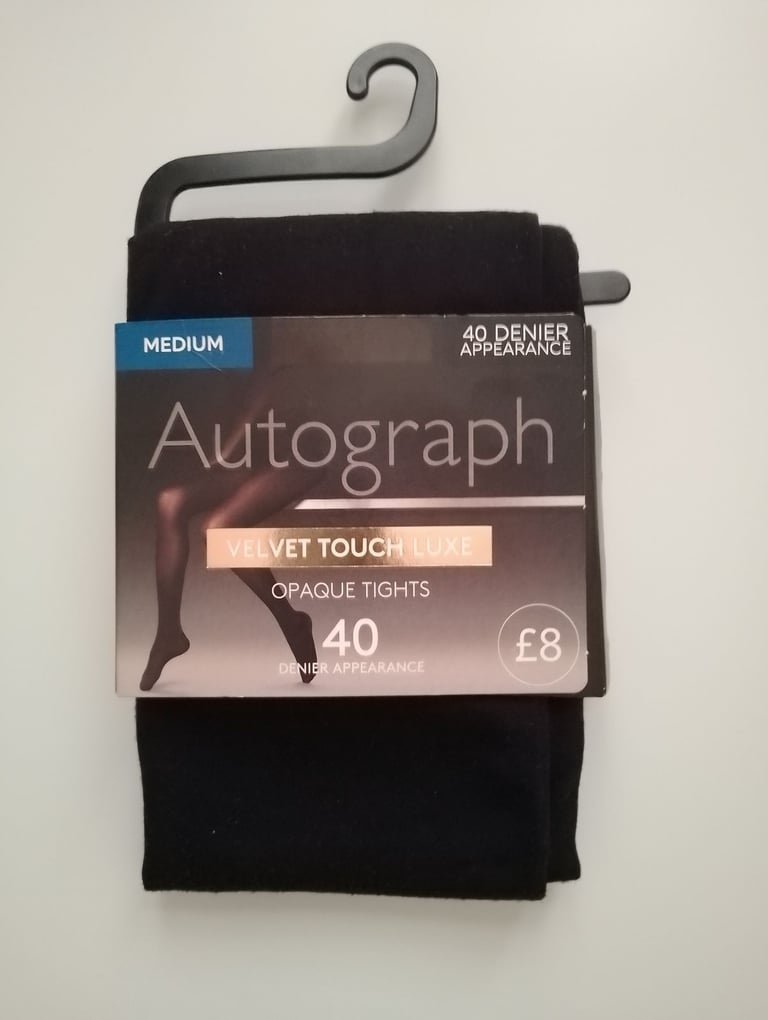 MEDIUM
40 DENIER
APPEARANCE
Autograph
VELVET TOUCH LUXE
OPAQUE TIGHTS
40
DENIER APPEARANCE
£8